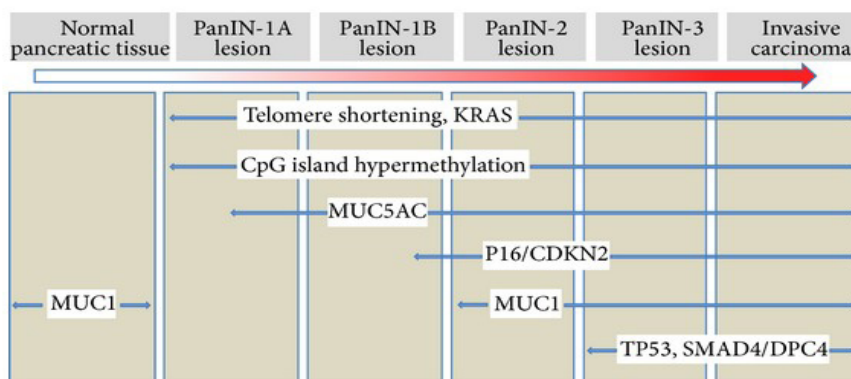 Normal
pancreatic tissue
PanIN-1A
lesion
PanIN-1B
lesion
PanIN-2
lesion
PanIN-3
lesion
Invasive
carcinoma
Telomere shortening, KRAS
CpG island hypermethylation
MUC5AC
P16/CDKN2
MUC1
MUC1
TP53, SMAD4/DPC4